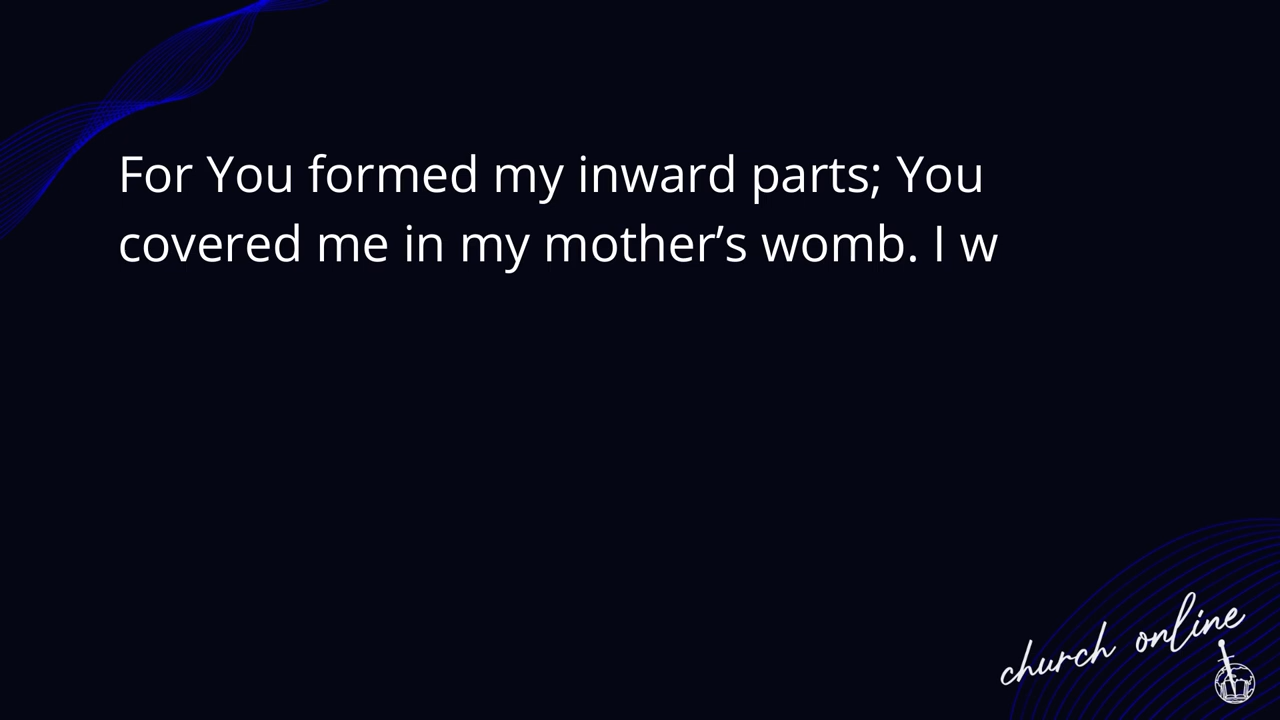 For You formed my inward parts; You
covered me in my mother’s womb. I w
church online